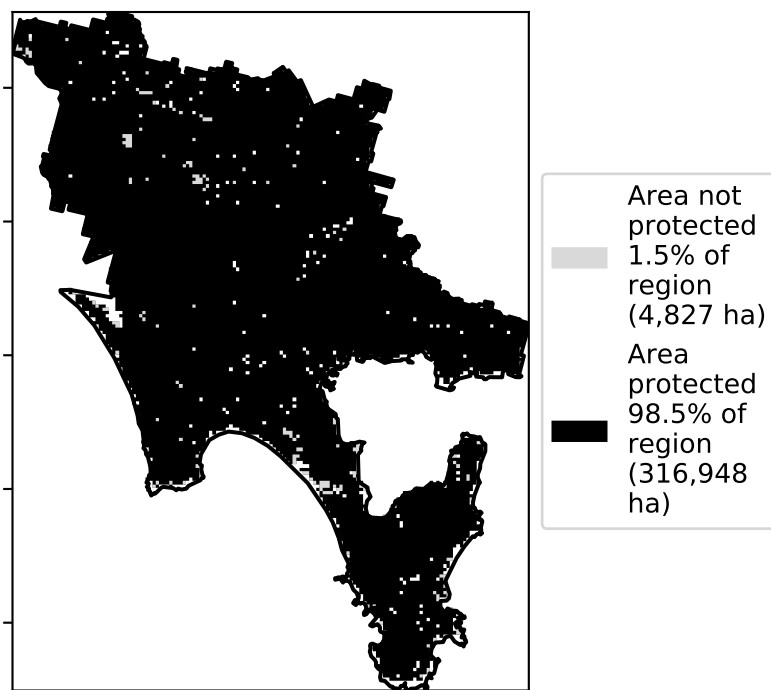 Area not
protected
1.5% of
region
(4,827 ha)
Area
protected
98.5% of
region
(316,948
ha)